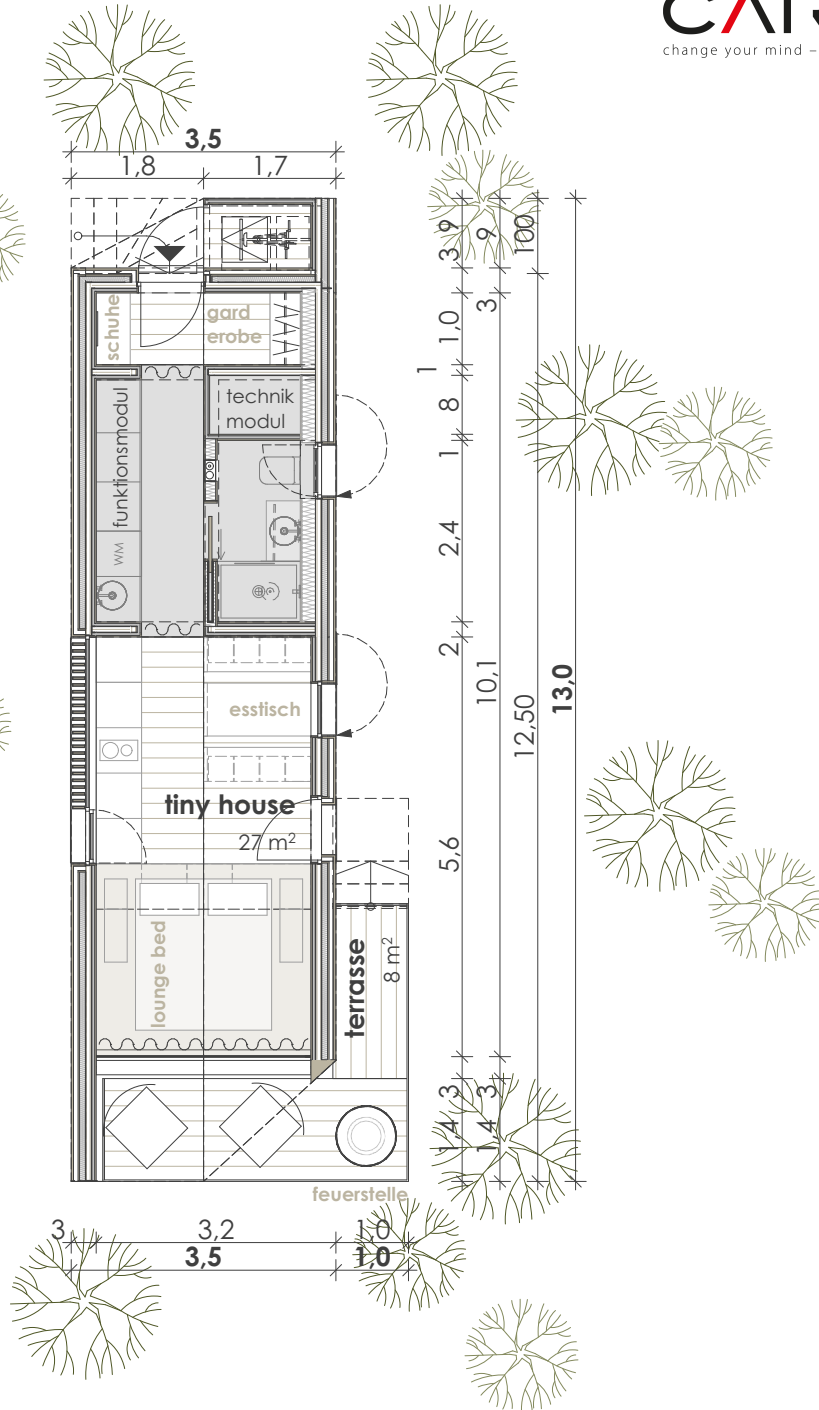 change your mind –
3,5
1,8
1,7
3
9
9
100
schuhe
gard
erobe
1,0
3
1
technik
modul
8
funktionsmodul
1
WM
2,4
2
10,1
13,0
esstisch
12,50
tiny house
27 m²
5,6
lounge bed
terrasse
8 m²
3
3
1,4
1,4
feuerstelle
3
3,2
1,0
3,5
1,0